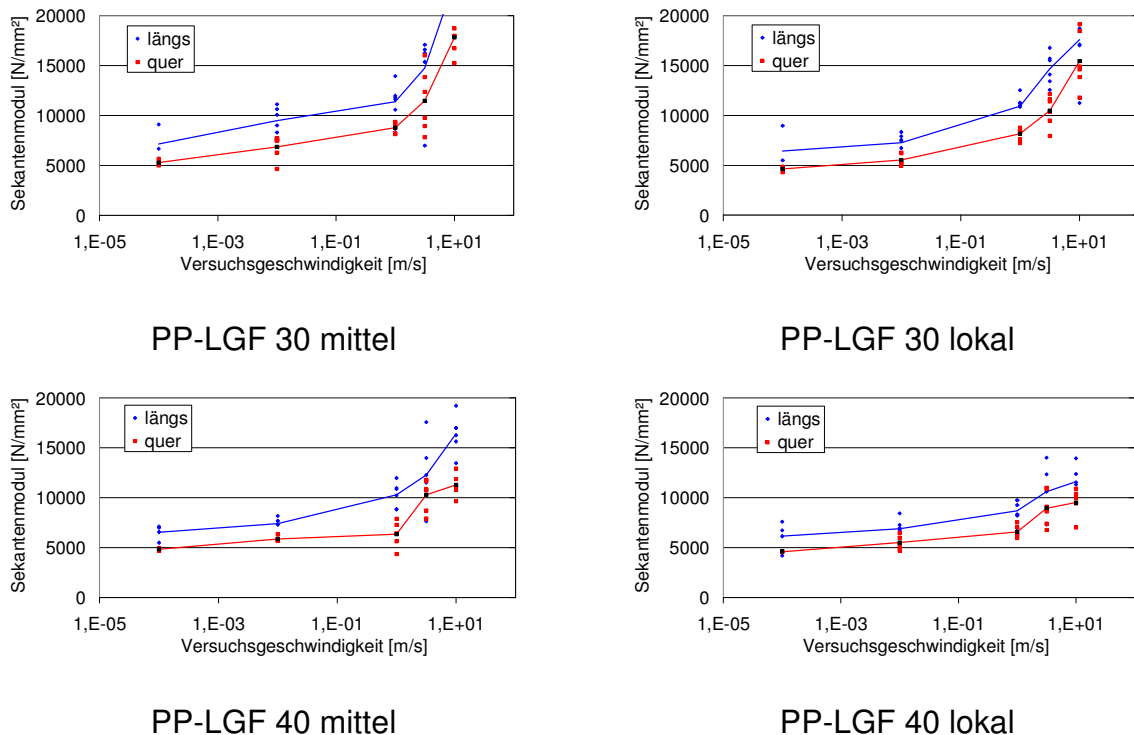 20000
15000
10000
5000
0
Sekantenmodul [N/mm²]
längs
quer
1,E-05 1,E-03 1,E-01 1,E+01
Versuchsgeschwindigkeit [m/s]
PP-LGF 30 mittel
20000
15000
10000
5000
0
Sekantenmodul [N/mm²]
längs
quer
1,E-05 1,E-03 1,E-01 1,E+01
Versuchsgeschwindigkeit [m/s]
PP-LGF 30 lokal
20000
15000
10000
5000
0
Sekantenmodul [N/mm²]
längs
quer
1,E-05 1,E-03 1,E-01 1,E+01
Versuchsgeschwindigkeit [m/s]
PP-LGF 40 mittel
20000
15000
10000
5000
0
Sekantenmodul [N/mm²]
längs
quer
1,E-05 1,E-03 1,E-01 1,E+01
Versuchsgeschwindigkeit [m/s]
PP-LGF 40 lokal